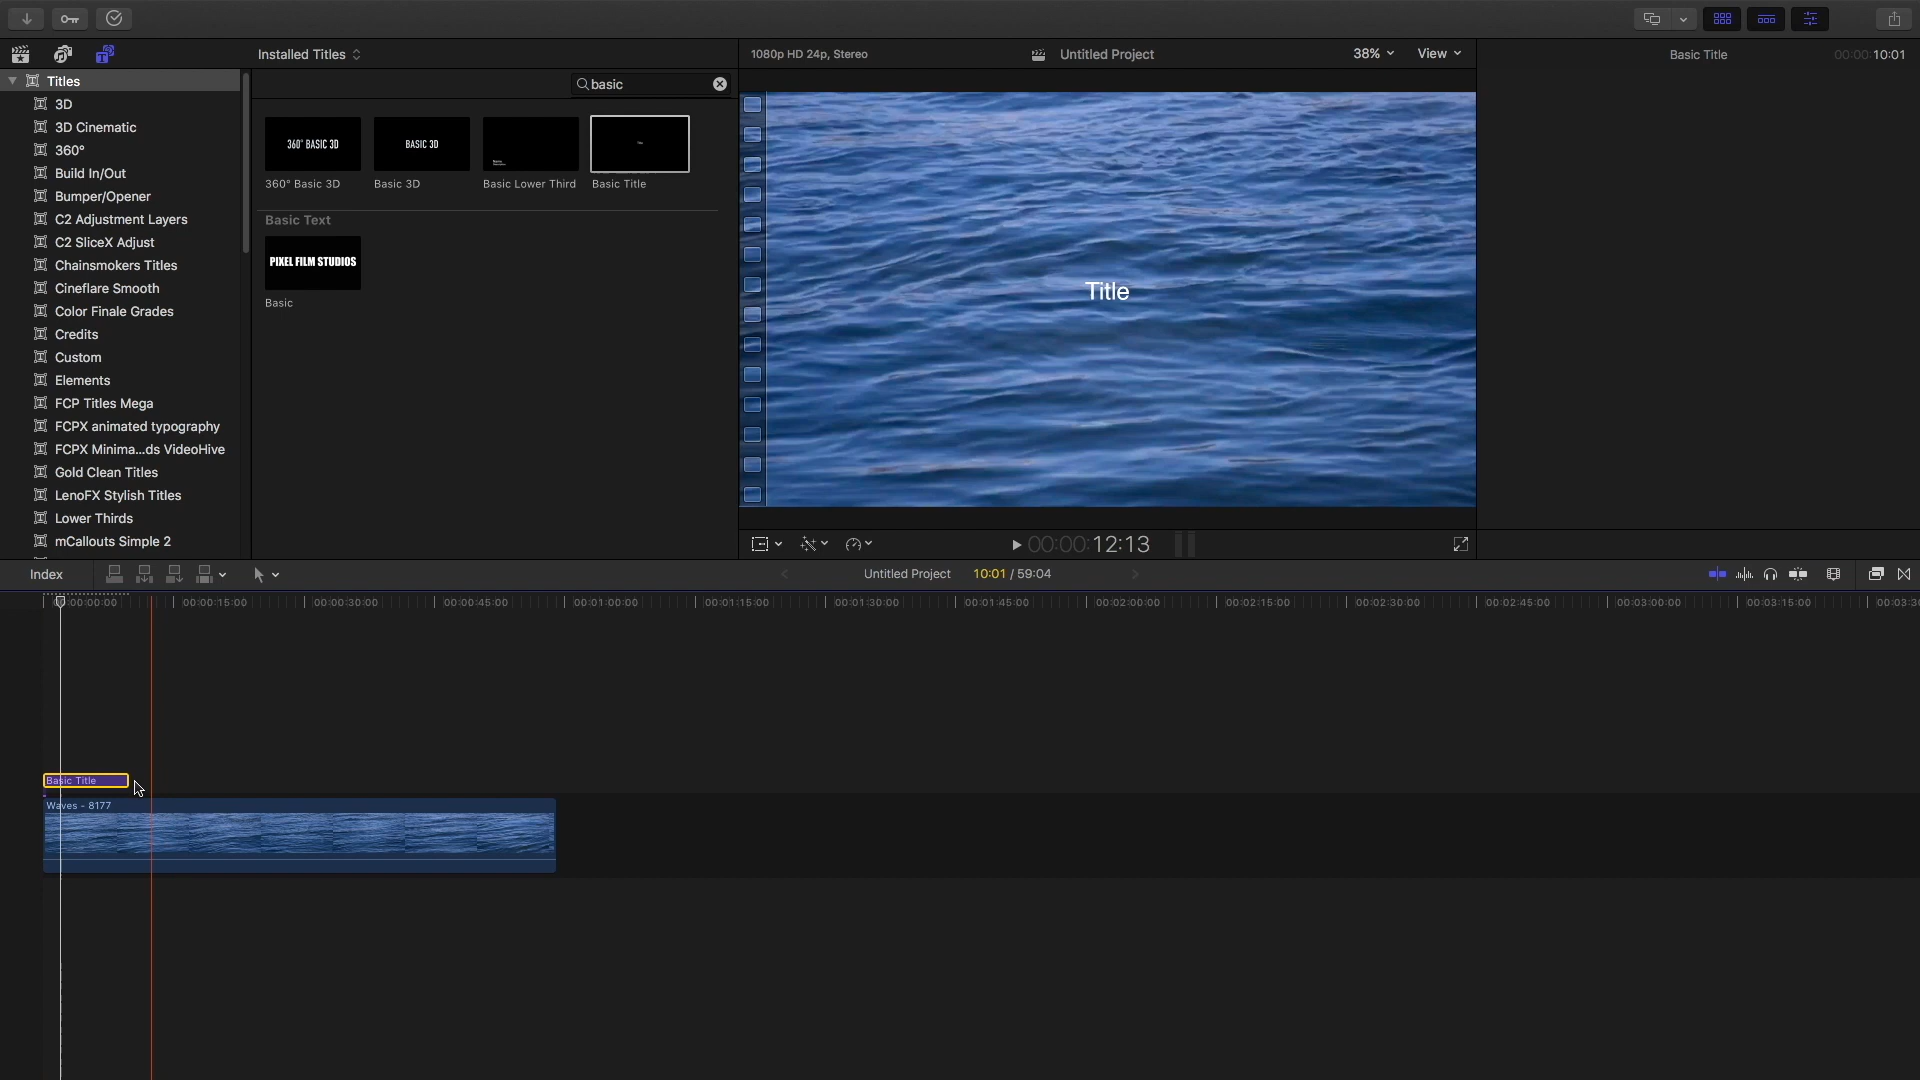 Installed Titles
1080p HD 24p, Stereo
Untitled Project
38%
View
Basic Title
00:00:10:01
Titles
basic
3D
3D Cinematic
360°
Build In/Out
Bumper/Opener
C2 Adjustment Layers
C2 SliceX Adjust
Chainsmokers Titles
Cineflare Smooth
Color Finale Grades
Credits
Custom
Elements
FCP Titles Mega
FCPX animated typography
FCPX Minima...ds VideoHive
Gold Clean Titles
LenoFX Stylish Titles
Lower Thirds
mCallouts Simple 2
360° BASIC 3D
BASIC 3D
360° Basic 3D
Basic 3D
Basic Lower Third
Basic Title
Basic Text
PIXEL FILM STUDIOS
Basic
Title
00:00:12:13
Index
Untitled Project
10:01 / 59:04
00:00:15:00
00:00:30:00
00:00:45:00
00:01:00:00
00:01:15:00
00:01:30:00
00:01:45:00
00:02:00:00
00:02:15:00
00:02:30:00
00:02:45:00
00:03:00:00
00:03:15:00
00:03:3
Basic Title
Waves - 8177